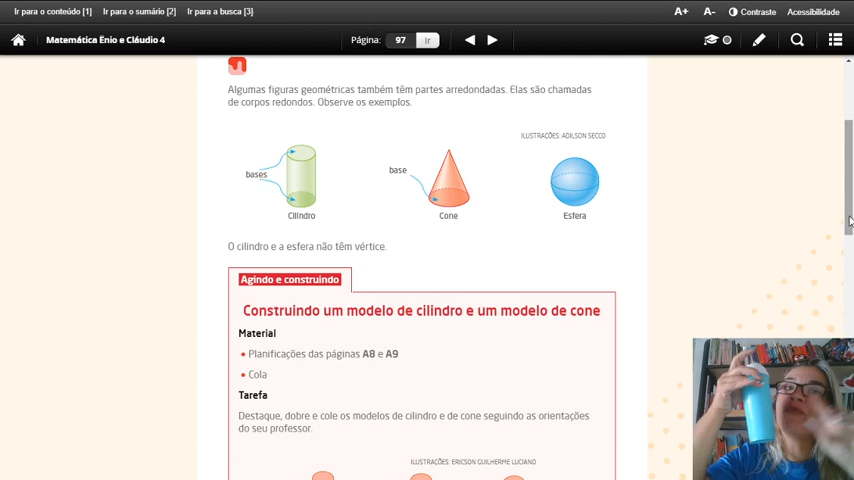 Ir para o conteúdo [1] Ir para o sumário [2] Ir para a busca [3] A+ A- Contraste Acessibilidade
Matemática Enio e Cláudio 4 Página: 97 Ir
Algumas figuras geométricas também têm partes arredondadas. Elas são chamadas
de corpos redondos. Observe os exemplos.
ILUSTRAÇÕES: ADILSON SECCO
bases
base
Cilindro Cone Esfera
O cilindro e a esfera não têm vértice.
Agindo e construindo
Construindo um modelo de cilindro e um modelo de cone
Material
• Planificações das páginas A8 e A9
• Cola
Tarefa
Destaque, dobre e cole os modelos de cilindro e de cone seguindo as orientações
do seu professor.
ILUSTRAÇÕES: ERICSON GUILHERME LUCIANO